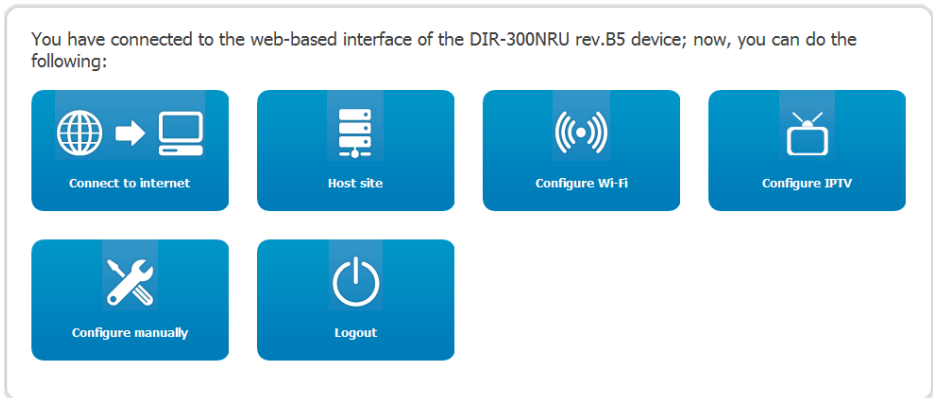 You have connected to the web-based interface of the DIR-300NRU rev.B5 device; now, you can do the
following:
Connect to internet
Host site
Configure Wi-Fi
Configure IPTV
Configure manually
Logout